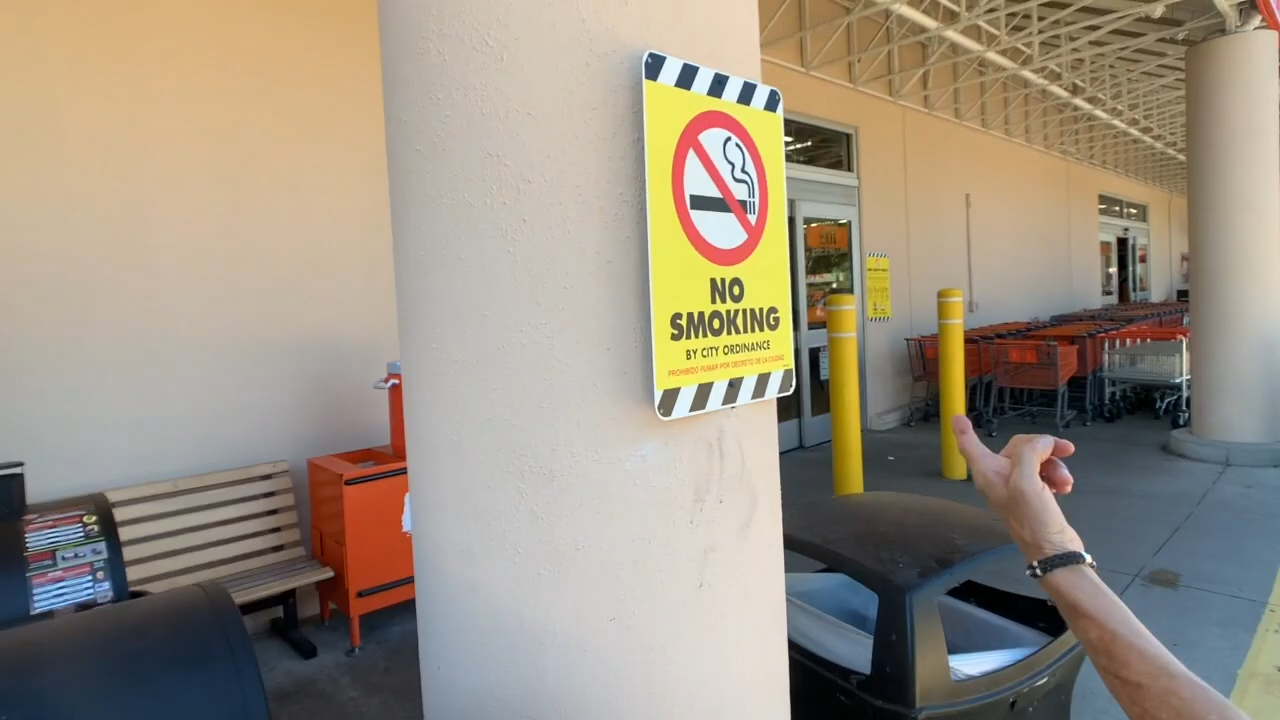 NO
SMOKING
BY CITY ORDINANCE
PROHIBIDO FUMAR POR DECRETO DE LA CIUDAD